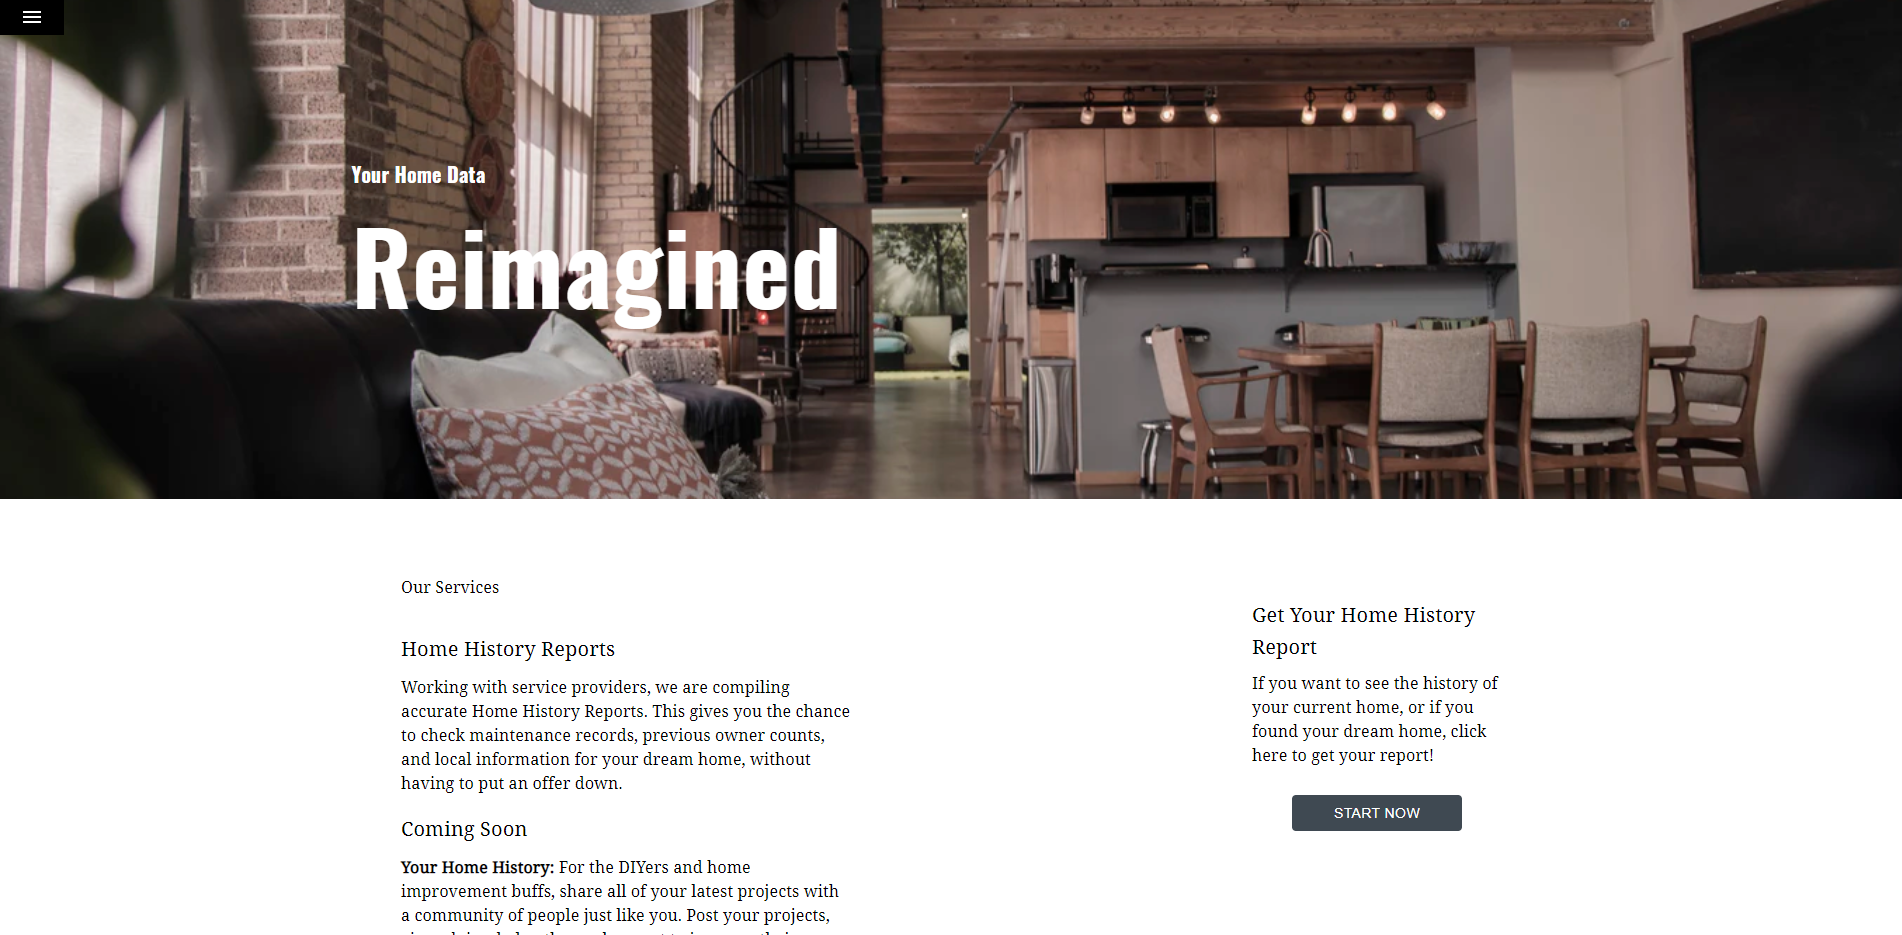 Your Home Data
Reimagined
Our Services
Home History Reports
Working with service providers, we are compiling
accurate Home History Reports. This gives you the chance
to check maintenance records, previous owner counts,
and local information for your dream home, without
having to put an offer down.
Coming Soon
Your Home History: For the DIYers and home
improvement buffs, share all of your latest projects with
a community of people just like you. Post your projects,
Get Your Home History
Report
If you want to see the history of
your current home, or if you
found your dream home, click
here to get your report!
START NOW